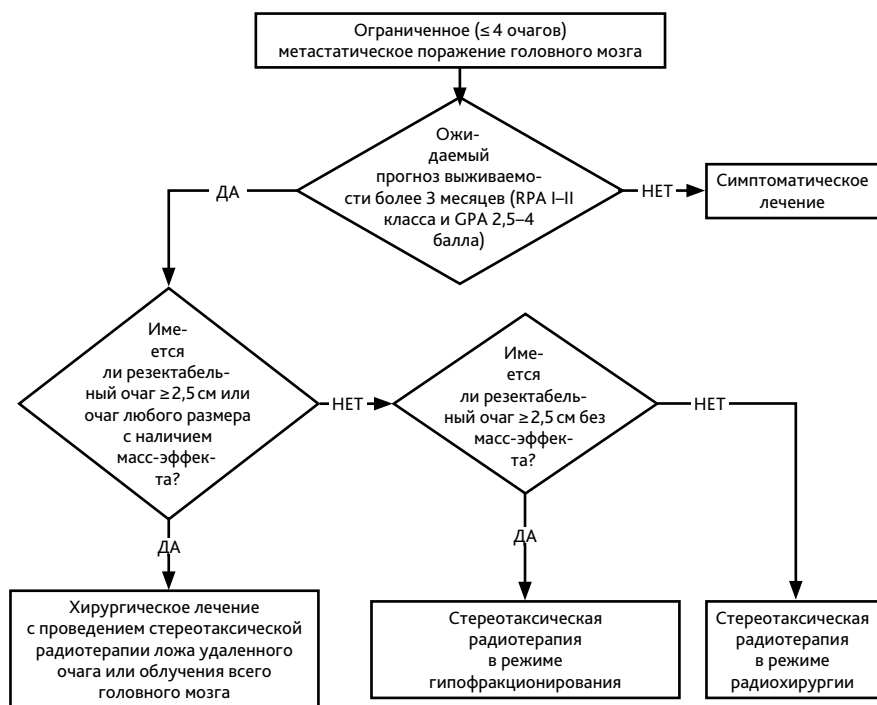 Ограниченное (≤ 4 очагов)
метастатическое поражение головного мозга
Ожи-
даемый
прогноз выживаемо-
сти более 3 месяцев (RPA I–II
класса и GPA 2,5–4
балла)
ДА
НЕТ
Симптоматическое
лечение
Име-
ется
ли резектабель-
ный очаг ≥ 2,5 см или
очаг любого размера
с наличием
масс-эффек-
та?
НЕТ
Име-
ется
ли резектабель-
ный очаг ≥ 2,5 см без
масс-эффек-
та?
НЕТ
ДА
ДА
Хирургическое лечение
с проведением стереотаксической
радиотерапии ложа удаленного
очага или облучения всего
головного мозга
Стереотаксическая
радиотерапия
в режиме
гипофракционирования
Стереотаксическая
радиотерапия
в режиме
радиохирургии